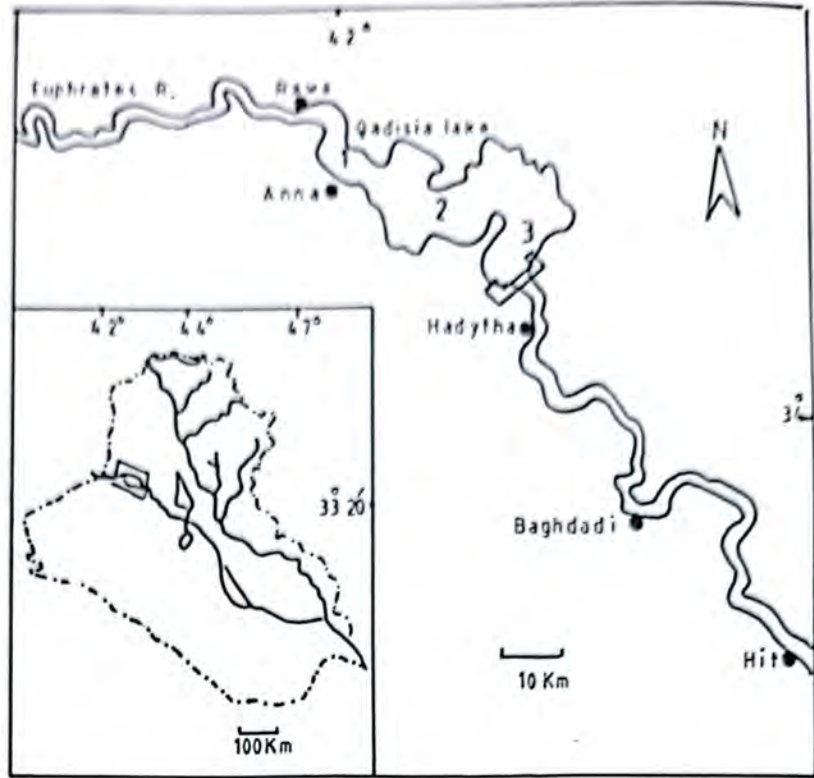 42°
Euphrates R.
Rawa
Qadisia lake
N
Anna
2
3
42° 44° 47°
Hadytha
34°
33° 20'
Baghdadi
10 Km
Hit
100Km